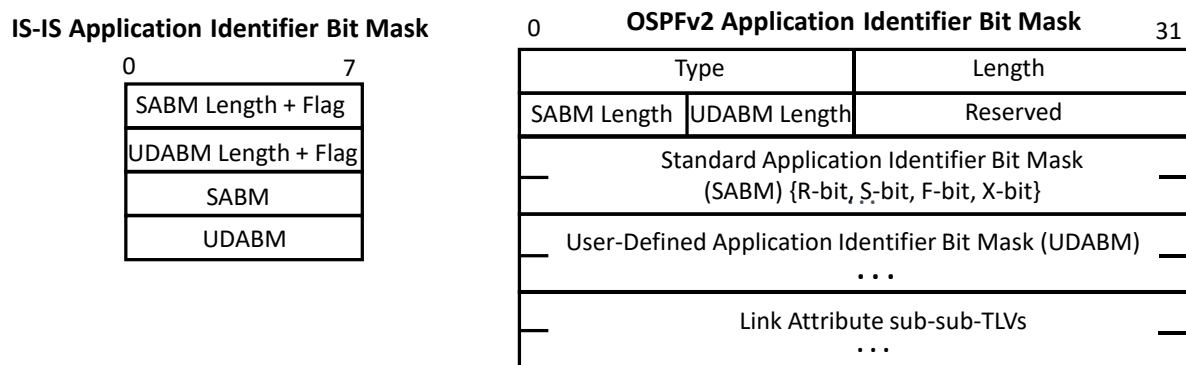 IS-IS Application Identifier Bit Mask
0 7
SABM Length + Flag
UDABM Length + Flag
SABM
UDABM
OSPFv2 Application Identifier Bit Mask
0 31
Type Length
SABM Length UDABM Length Reserved
Standard Application Identifier Bit Mask
(SABM) {R-bit, S-bit, F-bit, X-bit}
...
User-Defined Application Identifier Bit Mask (UDABM)
...
Link Attribute sub-sub-TLVs
...